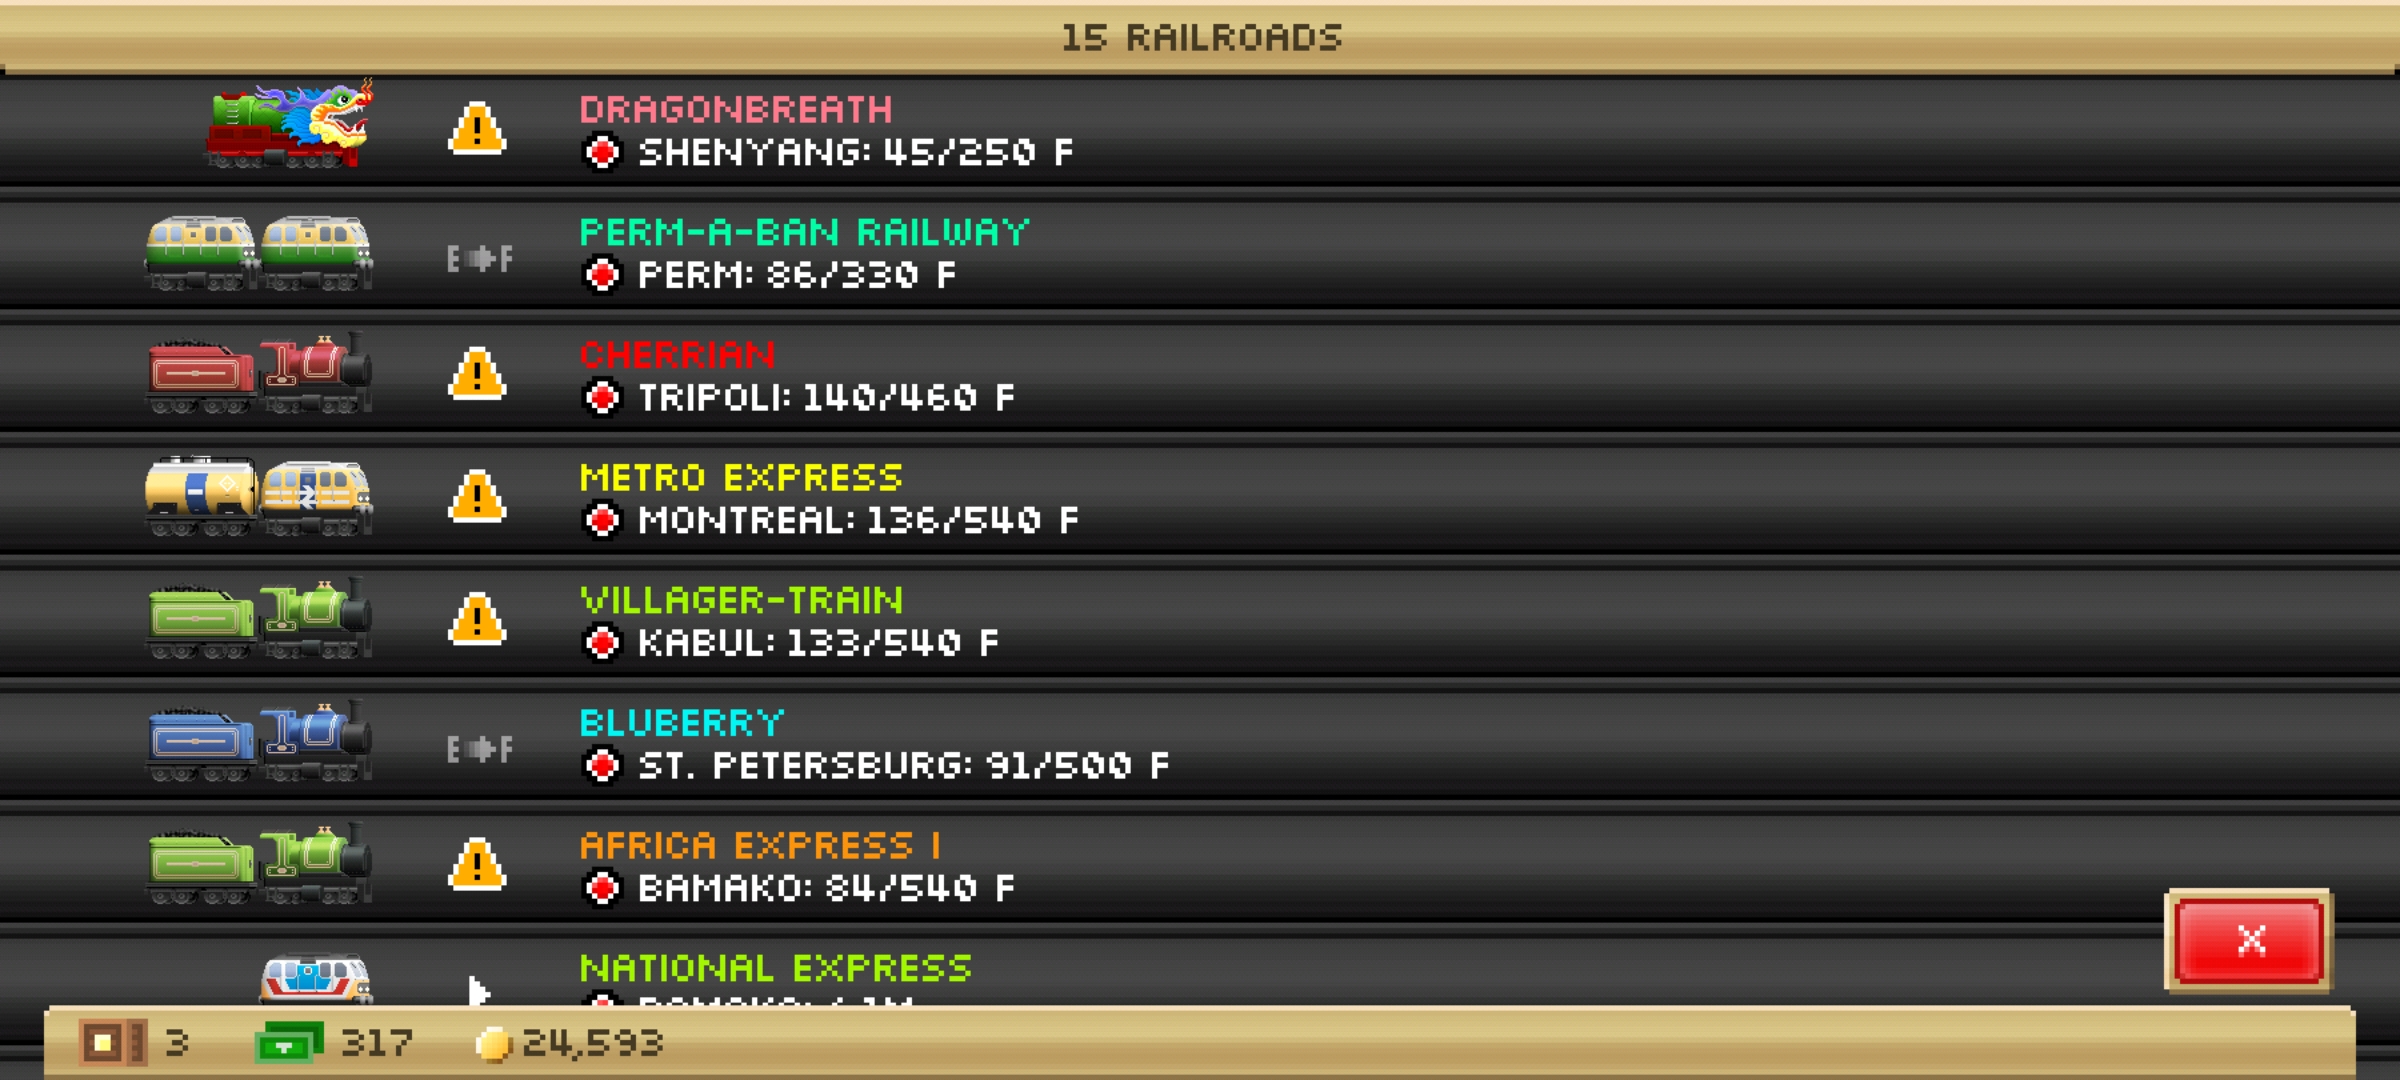 15 RAILROADS
DRAGONBREATH
SHENYANG: 45/250 F
E F
PERM-A-BAN RAILWAY
PERM: 86/330 F
CHERRIAN
TRIPOLI: 140/460 F
METRO EXPRESS
MONTREAL: 136/540 F
VILLAGER-TRAIN
KABUL: 133/540 F
E F
BLUBERRY
ST. PETERSBURG: 91/500 F
AFRICA EXPRESS I
BAMAKO: 84/540 F
NATIONAL EXPRESS
X
3 317 24,593